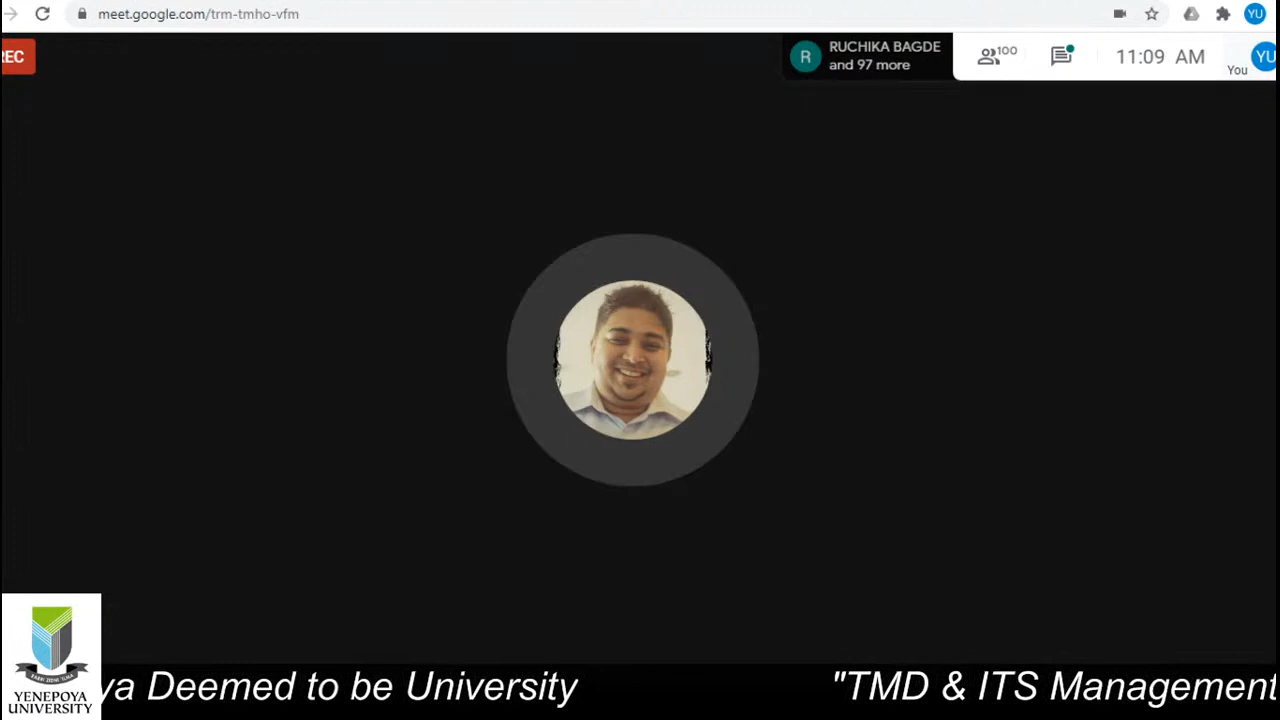 meet.google.com/trm-tmho-vfm
YU
REC
R
RUCHIKA BAGDE
and 97 more
100
11:09 AM
You
YU
YENEPOYA
UNIVERSITY
ya Deemed to be University
"TMD & ITS Management